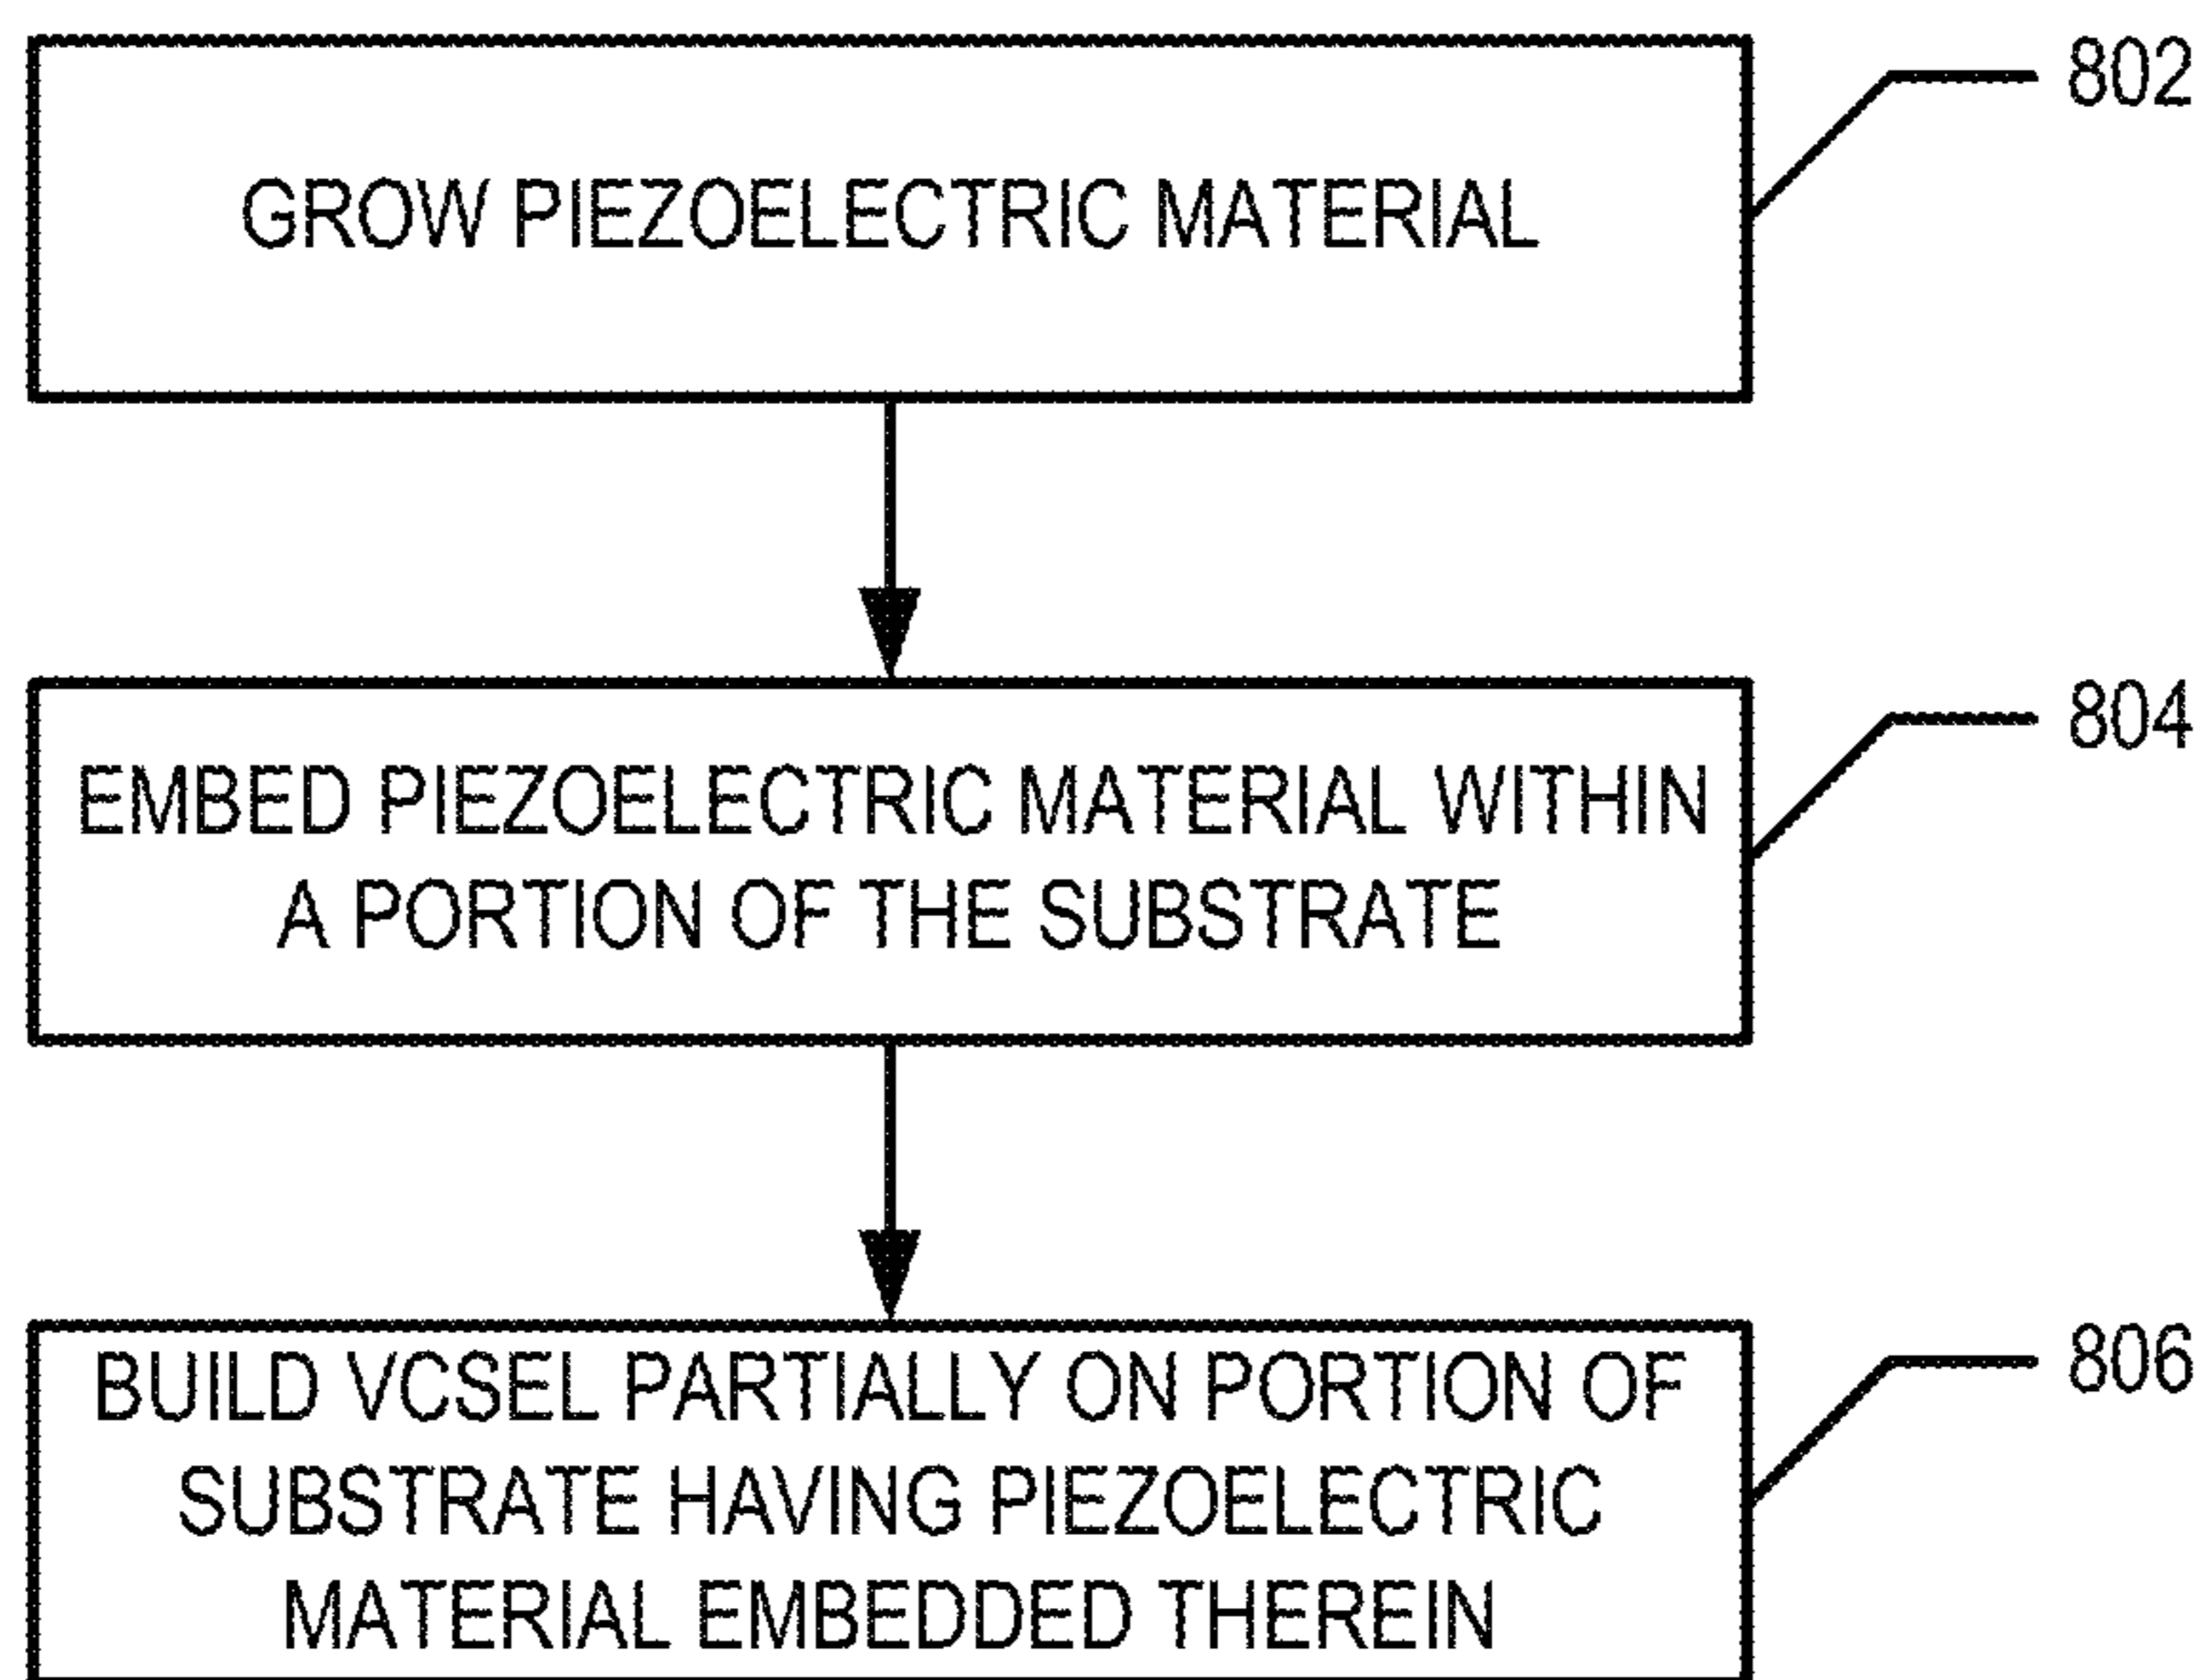 802
GROW PIEZOELECTRIC MATERIAL
804
EMBED PIEZOELECTRIC MATERIAL WITHIN
A PORTION OF THE SUBSTRATE
806
BUILD VCSEL PARTIALLY ON PORTION OF
SUBSTRATE HAVING PIEZOELECTRIC
MATERIAL EMBEDDED THEREIN